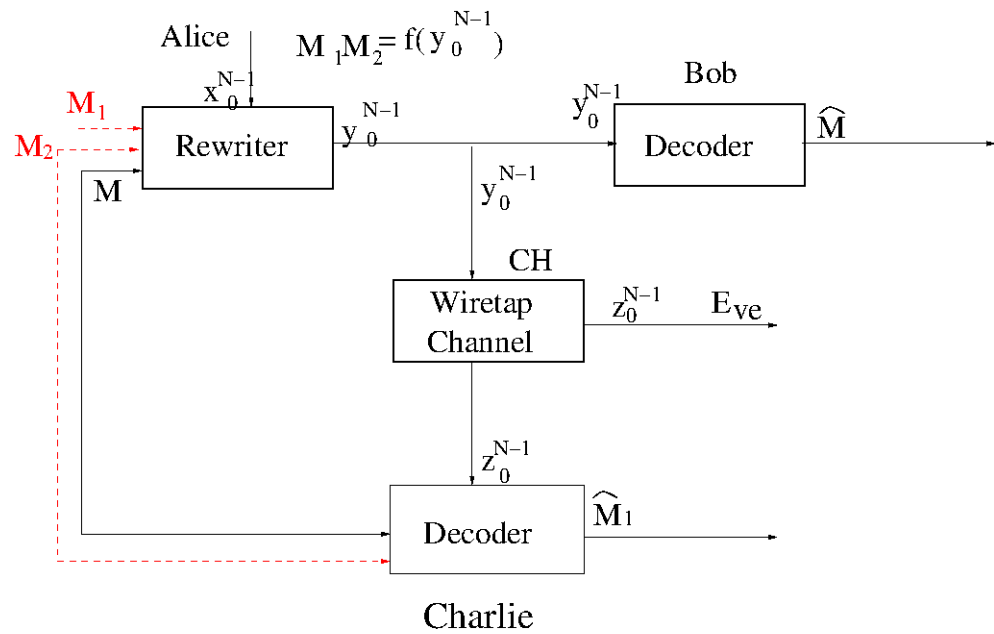 Alice
M₁M₂ = f(y₀ᴺ⁻¹)
Bob
x₀ᴺ⁻¹
M₁
M₂
M
Rewriter
y₀ᴺ⁻¹
y₀ᴺ⁻¹
Decoder
M̂
y₀ᴺ⁻¹
CH
Wiretap
Channel
z₀ᴺ⁻¹
Eve
z₀ᴺ⁻¹
Decoder
M̂₁
Charlie